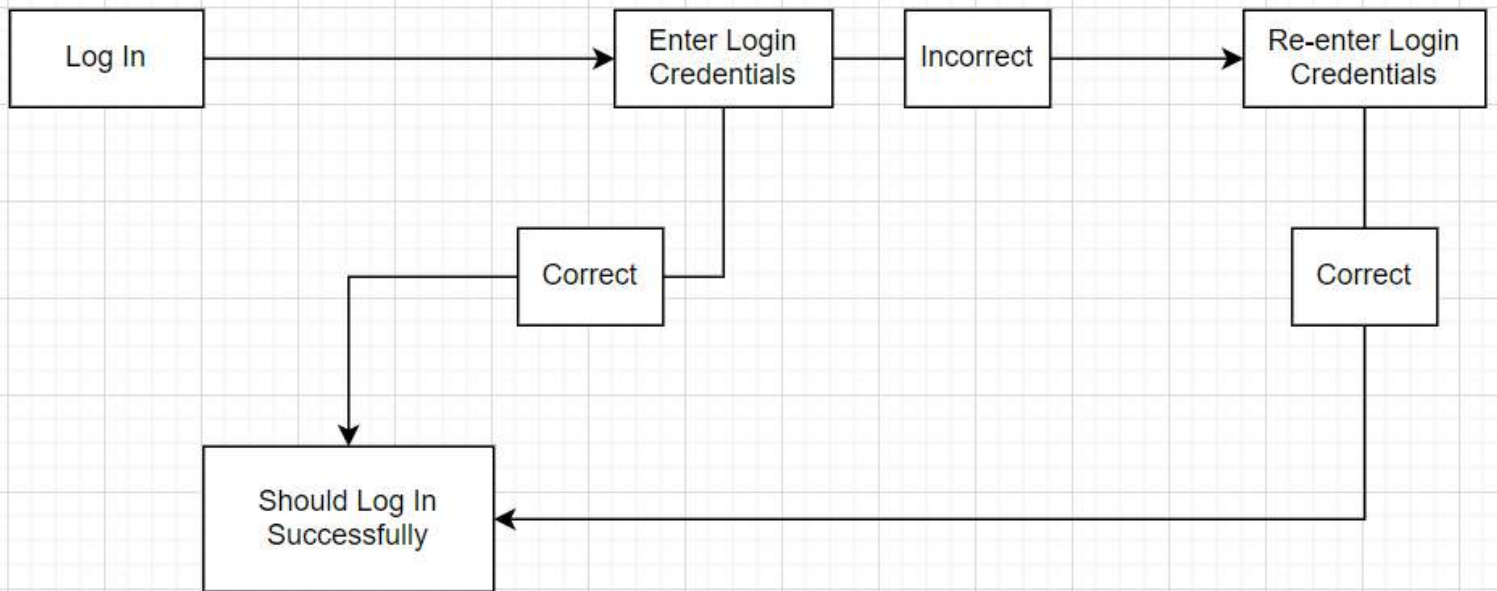 Log In
Enter Login
Credentials
Incorrect
Re-enter Login
Credentials
Correct
Correct
Should Log In
Successfully